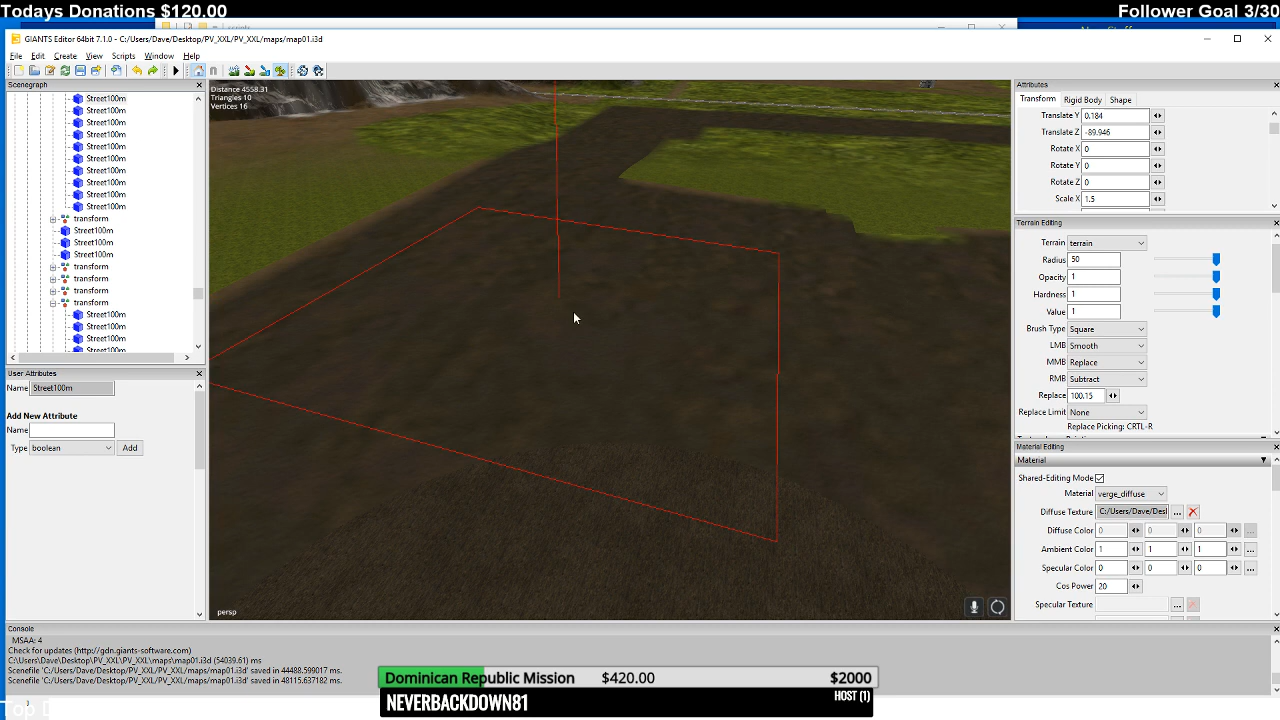 Todays Donations $120.00
Follower Goal 3/30
GIANTS Editor 64bit 7.1.0 - C:/Users/Dave/Desktop/PV_XXL/PV_XXL/maps/map01.i3d
File Edit Create View Scripts Window Help
Scenegraph
Street100m
Street100m
Street100m
Street100m
Street100m
Street100m
Street100m
Street100m
Street100m
Street100m
transform
Street100m
Street100m
Street100m
transform
transform
transform
transform
Street100m
Street100m
Street100m
Street100m
User Attributes
Name Street100m
Add New Attribute
Name
Type boolean Add
Distance 4558.31
Triangles 10
Vertices 16
persp
Attributes
Transform Rigid Body Shape
Translate Y 0.184
Translate Z -89.946
Rotate X 0
Rotate Y 0
Rotate Z 0
Scale X 1.5
Terrain Editing
Terrain terrain
Radius 50
Opacity 1
Hardness 1
Value 1
Brush Type Square
LMB Smooth
MMB Replace
RMB Subtract
Replace 100.15
Replace Limit None
Replace Picking: CRTL-R
Material Editing
Material
Shared-Editing Mode
Material verge_diffuse
Diffuse Texture C:/Users/Dave/Desl ...
Diffuse Color 0 0 0 ...
Ambient Color 1 1 1 ...
Specular Color 0 0 0 ...
Cos Power 20
Specular Texture ...
Console
MSAA: 4
Check for updates (http://gdn.giants-software.com)
C:\Users\Dave\Desktop\PV_XXL\PV_XXL\maps\map01.i3d (54039.61) ms
Scenefile 'C:/Users/Dave/Desktop/PV_XXL/PV_XXL/maps/map01.i3d' saved in 44488.599017 ms.
Scenefile 'C:/Users/Dave/Desktop/PV_XXL/PV_XXL/maps/map01.i3d' saved in 48115.637182 ms.
Dominican Republic Mission $420.00 $2000
NEVERBACKDOWN81 HOST (1)
Top D